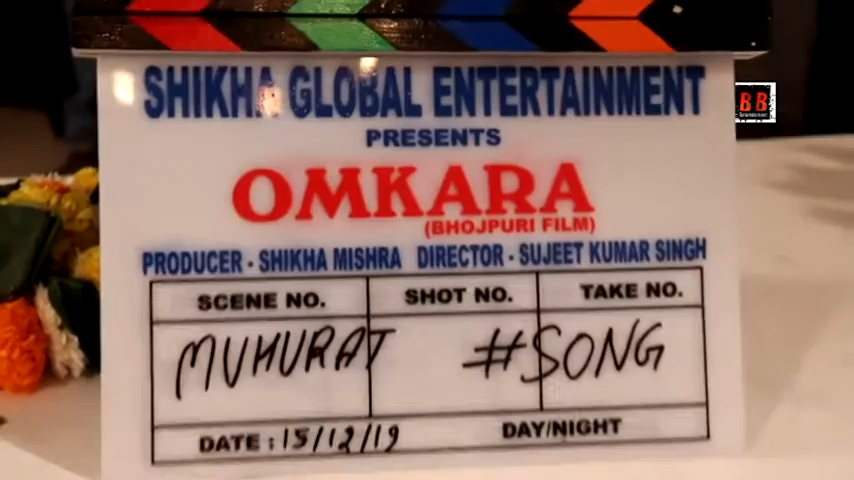 SHIKHA GLOBAL ENTERTAINMENT
BB
PRESENTS
OMKARA
(BHOJPURI FILM)
PRODUCER - SHIKHA MISHRA DIRECTOR - SUJEET KUMAR SINGH
SCENE NO. SHOT NO. TAKE NO.
MUHURAT #SONG
DATE : 15/12/19 DAY/NIGHT